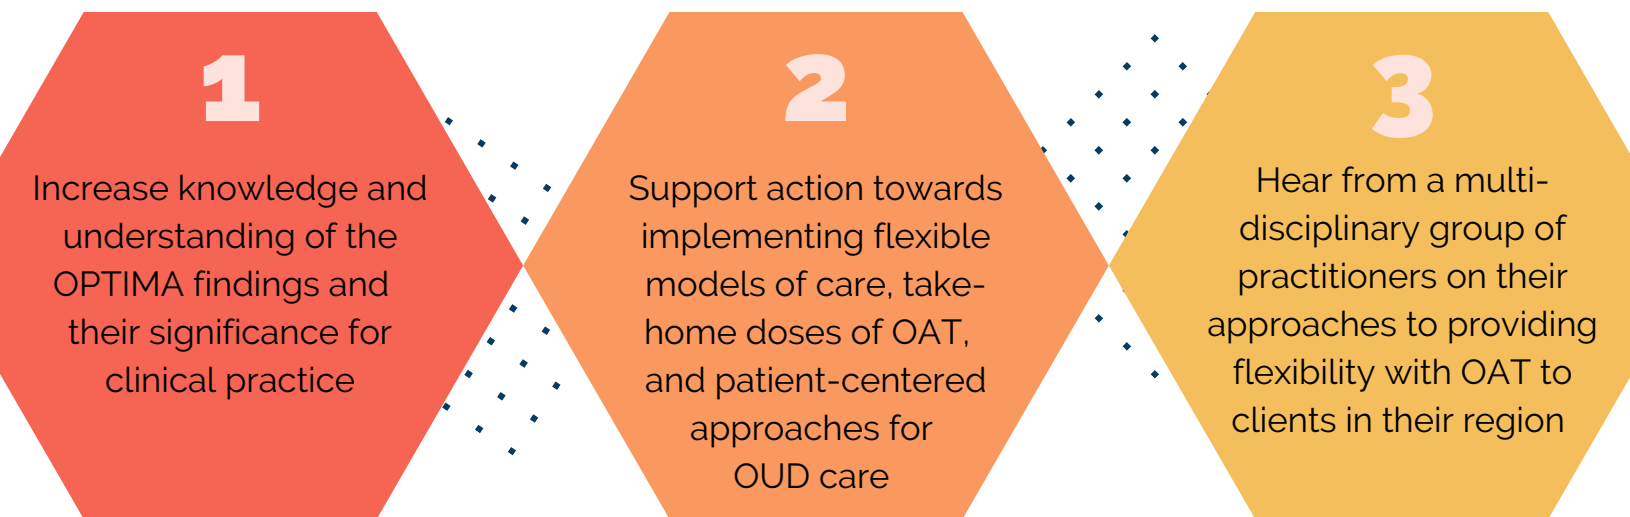 1
Increase knowledge and
understanding of the
OPTIMA findings and
their significance for
clinical practice
2
Support action towards
implementing flexible
models of care, take-
home doses of OAT,
and patient-centered
approaches for
OUD care
3
Hear from a multi-
disciplinary group of
practitioners on their
approaches to providing
flexibility with OAT to
clients in their region